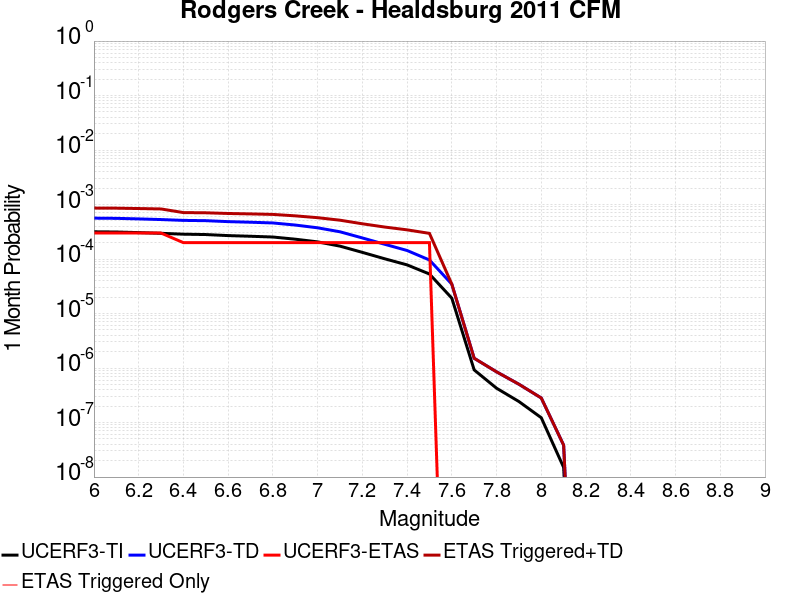 Rodgers Creek - Healdsburg 2011 CFM
1 Month Probability
10^0
10^-1
10^-2
10^-3
10^-4
10^-5
10^-6
10^-7
10^-8
6 6.2 6.4 6.6 6.8 7 7.2 7.4 7.6 7.8 8 8.2 8.4 8.6 8.8 9
Magnitude
UCERF3-TI UCERF3-TD UCERF3-ETAS ETAS Triggered+TD
ETAS Triggered Only